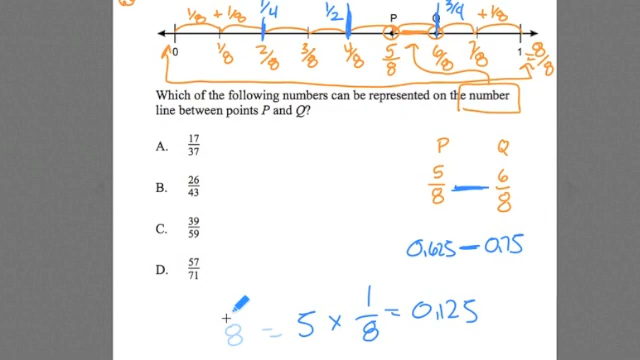 1/8 + 1/8 1/4 1/2 P Q 3/4 + 1/8
0 1/8 2/8 3/8 4/8 5/8 6/8 7/8 1 = 8/8
Which of the following numbers can be represented on the number
line between points P and Q?
A. 17/37
B. 26/43
C. 39/59
D. 57/71
P Q
5/8 — 6/8
0.625 — 0.75
8 = 5 × 1/8 = 0.125